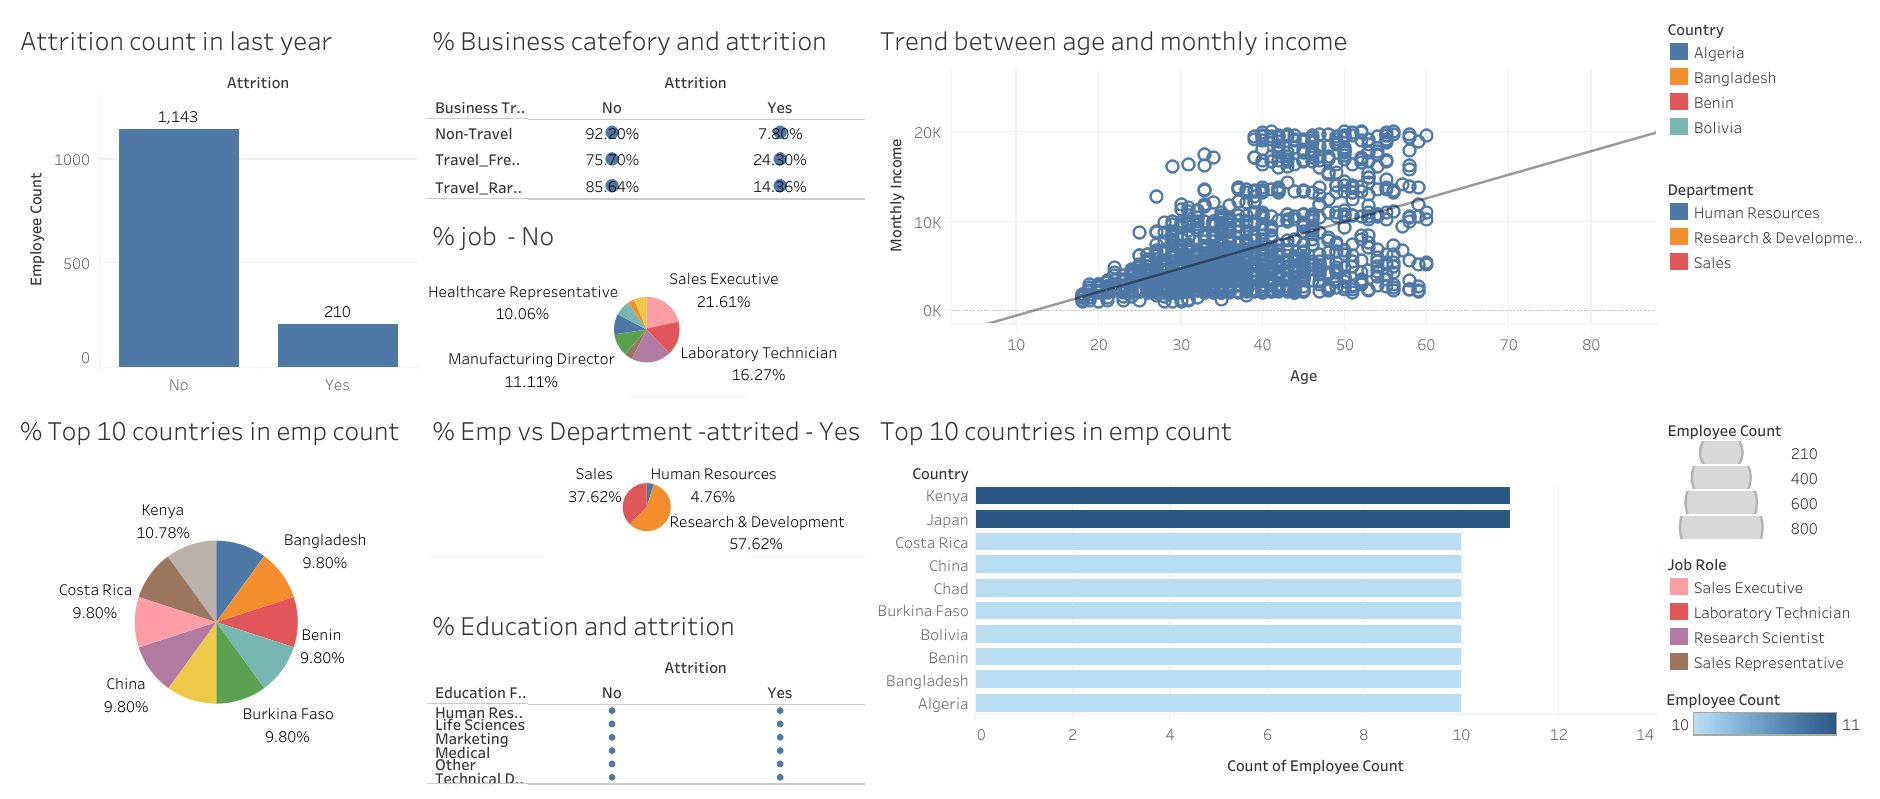 Attrition count in last year
Attrition
1,143
210
1000
500
0
Employee Count
No
Yes
% Business catefory and attrition
Attrition
Business Tr..
No
Yes
Non-Travel
92.20%
7.80%
Travel_Fre..
75.70%
24.30%
Travel_Rar..
85.64%
14.36%
% job - No
Sales Executive
21.61%
Healthcare Representative
10.06%
Laboratory Technician
16.27%
Manufacturing Director
11.11%
Trend between age and monthly income
20K
10K
0K
Monthly Income
10
20
30
40
50
60
70
80
Age
Country
Algeria
Bangladesh
Benin
Bolivia
Department
Human Resources
Research & Developme..
Sales
% Top 10 countries in emp count
Kenya
10.78%
Bangladesh
9.80%
Costa Rica
9.80%
Benin
9.80%
China
9.80%
Burkina Faso
9.80%
% Emp vs Department -attrited - Yes
Sales
37.62%
Human Resources
4.76%
Research & Development
57.62%
% Education and attrition
Attrition
Education F..
No
Yes
Human Res..
Life Sciences
Marketing
Medical
Other
Technical D..
Top 10 countries in emp count
Country
Kenya
Japan
Costa Rica
China
Chad
Burkina Faso
Bolivia
Benin
Bangladesh
Algeria
0
2
4
6
8
10
12
14
Count of Employee Count
Employee Count
210
400
600
800
Job Role
Sales Executive
Laboratory Technician
Research Scientist
Sales Representative
Employee Count
10
11